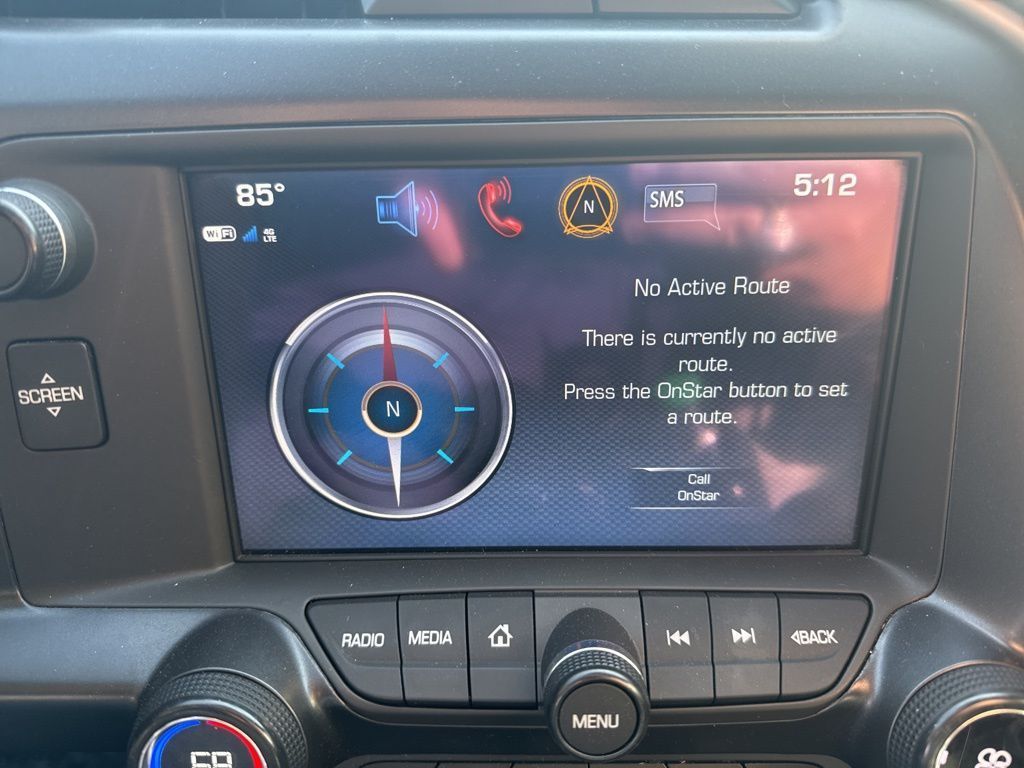 85°
5:12
SMS
N
WiFi
4G
LTE
No Active Route
There is currently no active
route.
Press the OnStar button to set
a route.
N
Call
OnStar
SCREEN
RADIO
MEDIA
BACK
MENU
68